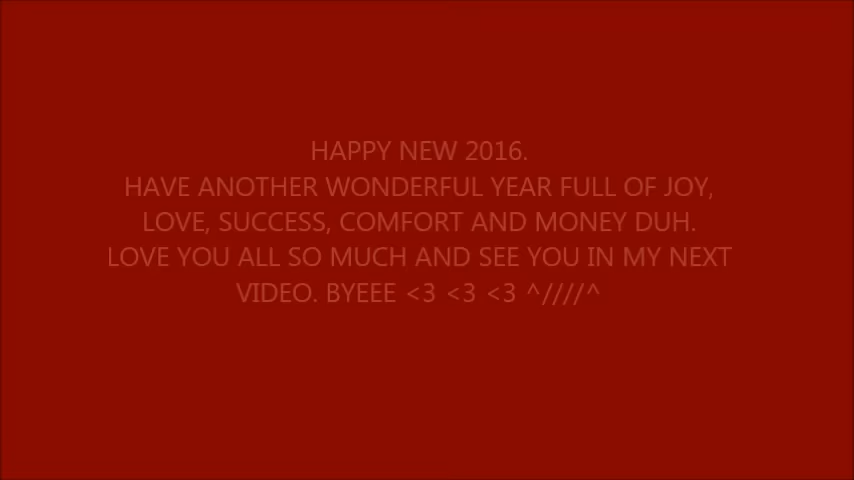 HAPPY NEW 2016.
HAVE ANOTHER WONDERFUL YEAR FULL OF JOY,
LOVE, SUCCESS, COMFORT AND MONEY DUH.
LOVE YOU ALL SO MUCH AND SEE YOU IN MY NEXT
VIDEO. BYEEE <3 <3 <3 ^////^